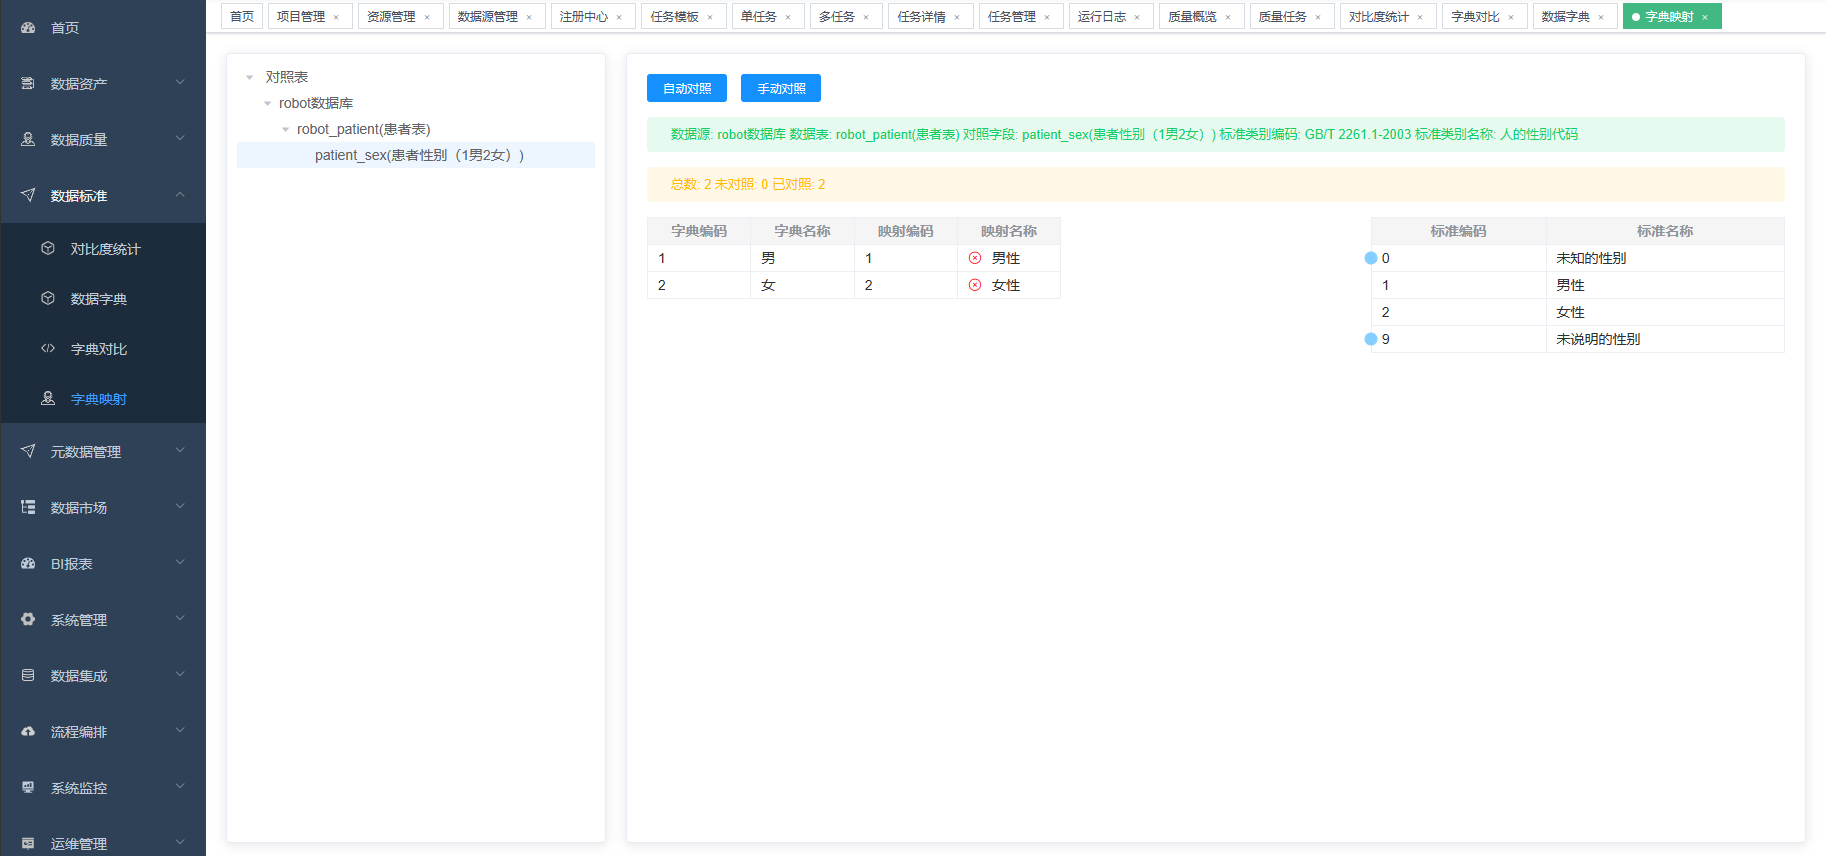 首页
数据资产
数据质量
数据标准
对比度统计
数据字典
字典对比
字典映射
元数据管理
数据市场
BI报表
系统管理
数据集成
流程编排
系统监控
运维管理
首页 项目管理 × 资源管理 × 数据源管理 × 注册中心 × 任务模板 × 单任务 × 多任务 × 任务详情 × 任务管理 × 运行日志 × 质量概览 × 质量任务 × 对比度统计 × 字典对比 × 数据字典 × 字典映射 ×
对照表
robot数据库
robot_patient(患者表)
patient_sex(患者性别（1男2女）)
自动对照 手动对照
数据源: robot数据库 数据表: robot_patient(患者表) 对照字段: patient_sex(患者性别（1男2女）) 标准类别编码: GB/T 2261.1-2003 标准类别名称: 人的性别代码
总数: 2 未对照: 0 已对照: 2
字典编码 字典名称 映射编码 映射名称
1 男 1 男性
2 女 2 女性
标准编码 标准名称
0 未知的性别
1 男性
2 女性
9 未说明的性别